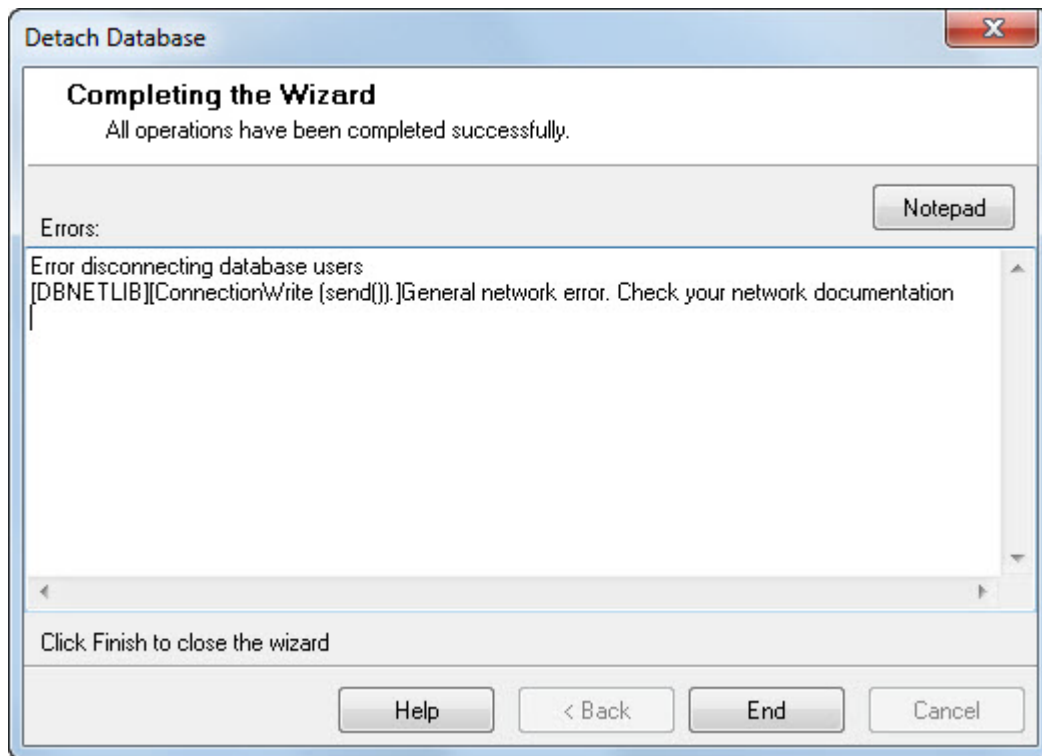 Detach Database
Completing the Wizard
All operations have been completed successfully.
Notepad
Errors:
Error disconnecting database users
[DBNETLIB][ConnectionWrite (send()).]General network error. Check your network documentation
Click Finish to close the wizard
Help
< Back
End
Cancel